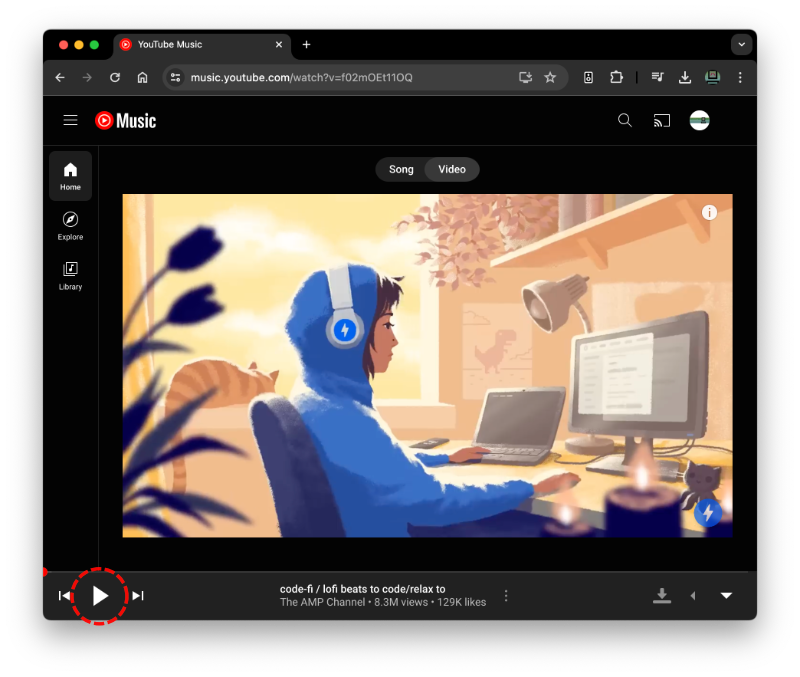 YouTube Music
music.youtube.com/watch?v=f02mOEt11OQ
Music
Song
Video
Home
Explore
Library
code-fi / lofi beats to code/relax to
The AMP Channel • 8.3M views • 129K likes